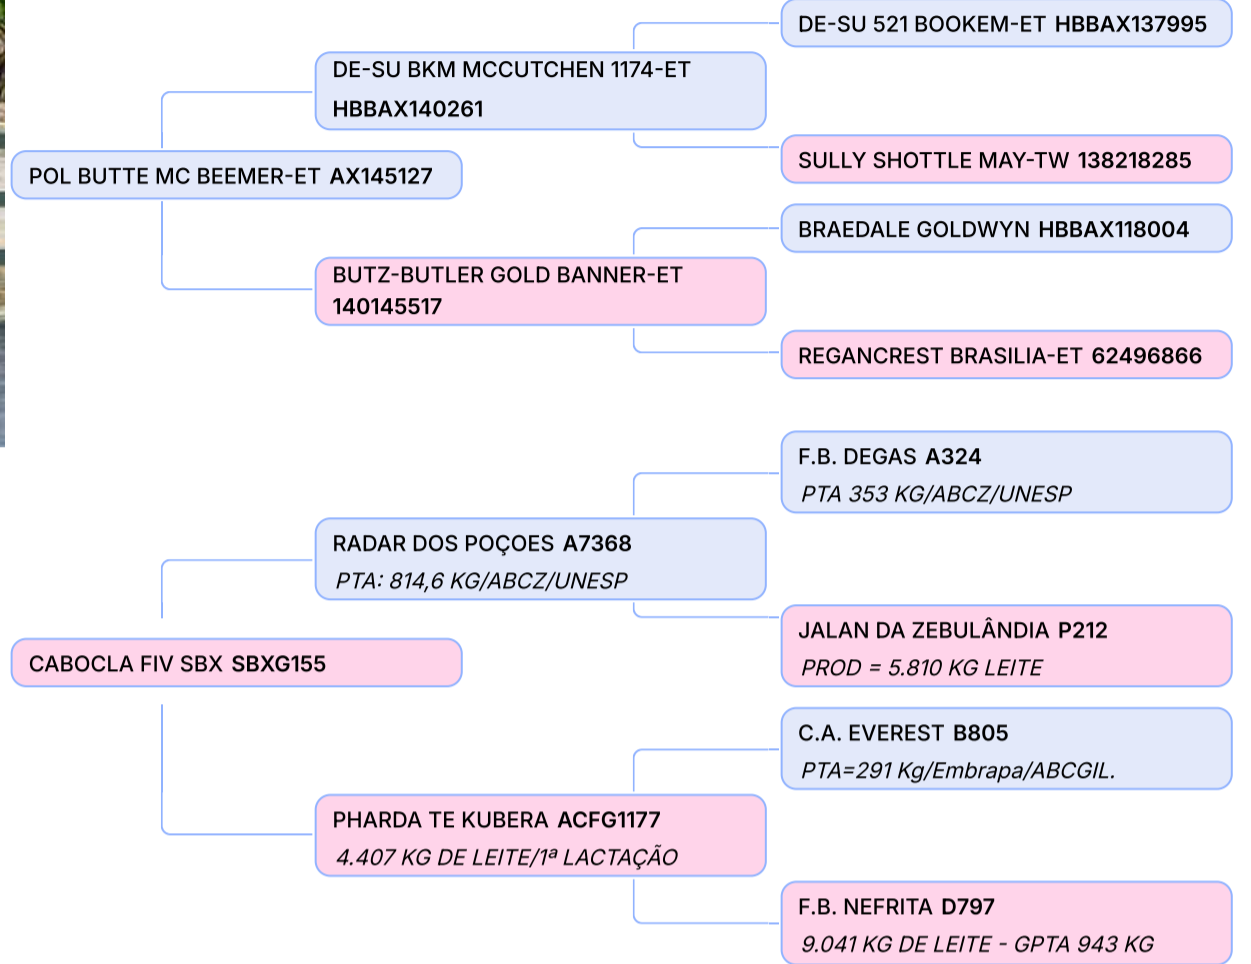 DE-SU 521 BOOKEM-ET HBBAX137995
DE-SU BKM MCCUTCHEN 1174-ET
HBBAX140261
SULLY SHOTTLE MAY-TW 138218285
POL BUTTE MC BEEMER-ET AX145127
BRAEDALE GOLDWYN HBBAX118004
BUTZ-BUTLER GOLD BANNER-ET
140145517
REGANCREST BRASILIA-ET 62496866
F.B. DEGAS A324
PTA 353 KG/ABCZ/UNESP
RADAR DOS POÇOES A7368
PTA: 814,6 KG/ABCZ/UNESP
JALAN DA ZEBULÂNDIA P212
PROD = 5.810 KG LEITE
CABOCLA FIV SBX SBXG155
C.A. EVEREST B805
PTA=291 Kg/Embrapa/ABCGIL.
PHARDA TE KUBERA ACFG1177
4.407 KG DE LEITE/1ª LACTAÇÃO
F.B. NEFRITA D797
9.041 KG DE LEITE - GPTA 943 KG